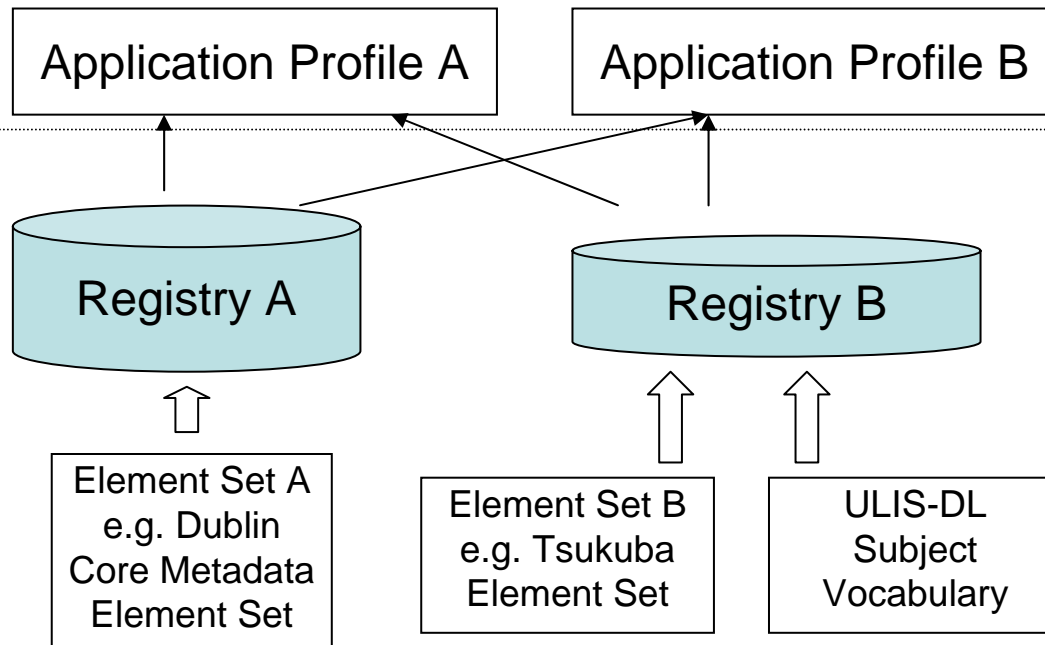 Application Profile A
Application Profile B
Registry A
Registry B
Element Set A
e.g. Dublin
Core Metadata
Element Set
Element Set B
e.g. Tsukuba
Element Set
ULIS-DL
Subject
Vocabulary